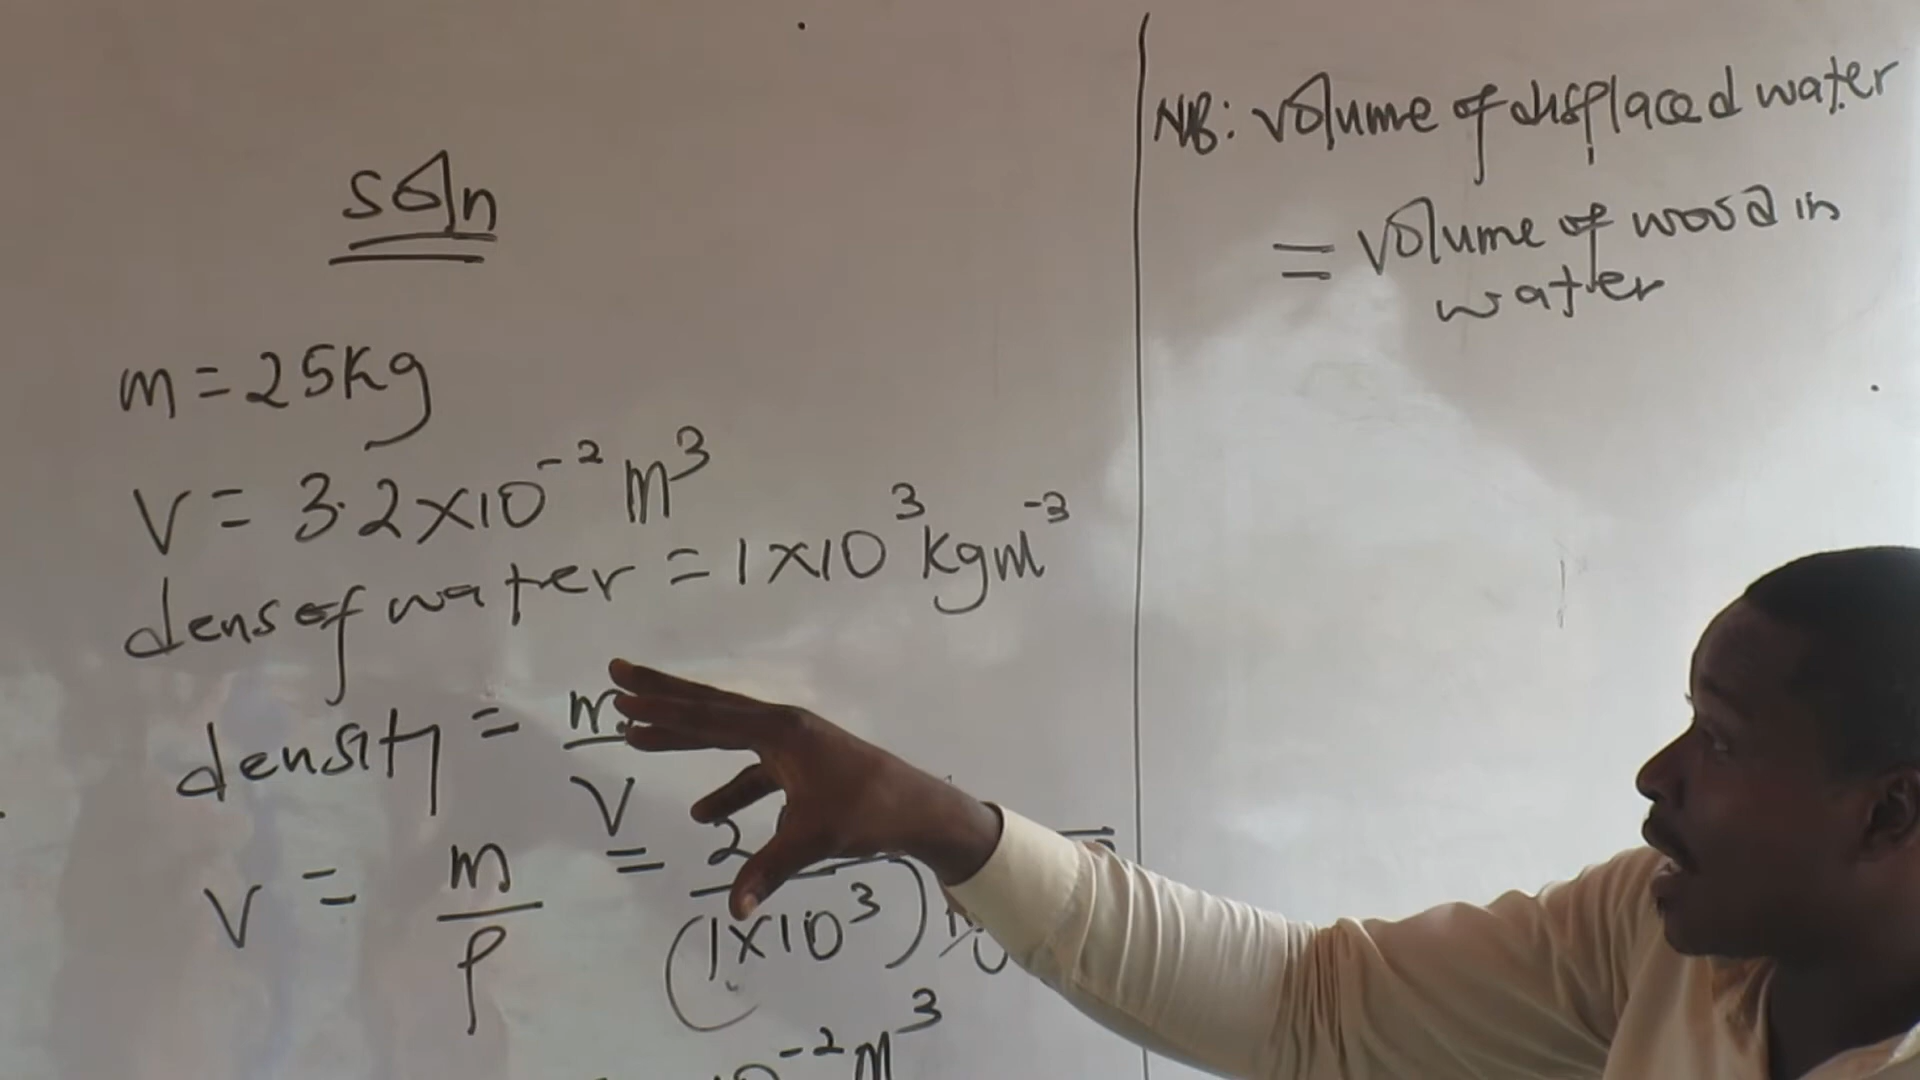 soln
m = 25kg
V = 3.2×10⁻² m³
dens of water = 1×10³ kgm⁻³
density = m
V
V = m = 2
ρ (1×10³)
⁻² m³
NB: volume of displaced water
= volume of wood in
water